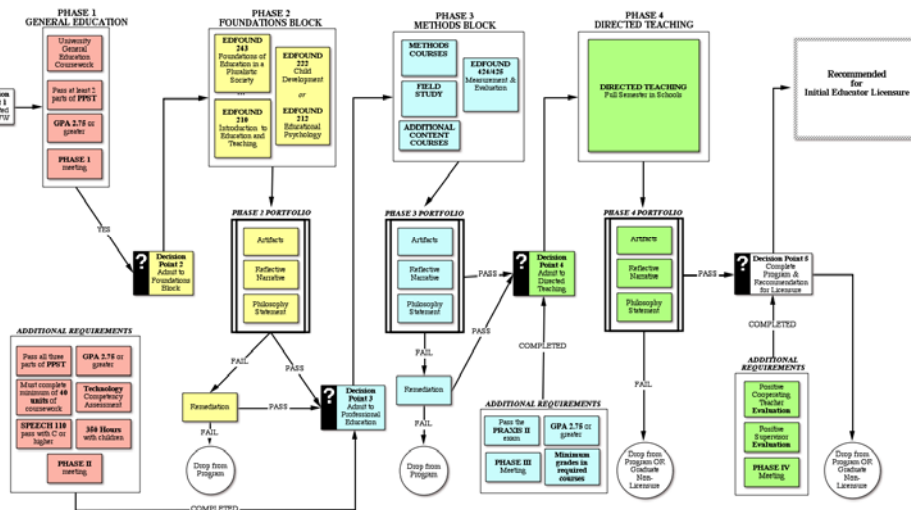 PHASE 1
GENERAL EDUCATION
University
General
Education
Coursework
Pass at least 2
parts of PPST
GPA 2.75 or
greater
PHASE 1
meeting
YES
Decision
Point 2
Admit to
Foundations
Block
?
PHASE 2
FOUNDATIONS BLOCK
EDFOUND
243
Foundations of
Education in a
Pluralistic
Society
EDFOUND
210
Introduction to
Education and
Teaching
EDFOUND
222
Child
Development
or
EDFOUND
212
Educational
Psychology
PHASE 2 PORTFOLIO
Artifacts
Reflective
Narrative
Philosophy
Statement
FAIL
PASS
Remediation
PASS
FAIL
Drop from
Program
?
Decision
Point 3
Admit to
Professional
Education
ADDITIONAL REQUIREMENTS
Pass all three
parts of PPST
GPA 2.75 or
greater
Must complete
minimum of 40
units of
coursework
Technology
Competency
Assessment
SPEECH 110
pass with C or
higher
350 Hours
with children
PHASE II
meeting
COMPLETED
PHASE 3
METHODS BLOCK
METHODS
COURSES
FIELD
STUDY
ADDITIONAL
CONTENT
COURSES
EDFOUND
424/425
Measurement &
Evaluation
PHASE 3 PORTFOLIO
Artifacts
Reflective
Narrative
Philosophy
Statement
PASS
FAIL
Remediation
PASS
FAIL
Drop from
Program
?
Decision
Point 4
Admit to
Directed
Teaching
COMPLETED
ADDITIONAL REQUIREMENTS
Pass the
PRAXIS II
exam
GPA 2.75 or
greater
PHASE III
Meeting
Minimum
grades in
required
courses
PHASE 4
DIRECTED TEACHING
DIRECTED TEACHING
Full Semester in Schools
PHASE 4 PORTFOLIO
Artifacts
Reflective
Narrative
Philosophy
Statement
PASS
FAIL
Drop from
Program OR
Graduate
Non-
Licensure
?
Decision Point 5
Complete
Program &
Recommendation
for Licensure
COMPLETED
ADDITIONAL
REQUIREMENTS
Positive
Cooperating
Teacher
Evaluation
Positive
Supervisor
Evaluation
PHASE IV
Meeting
Drop from
Program OR
Graduate
Non-
Licensure
Recommended
for
Initial Educator Licensure